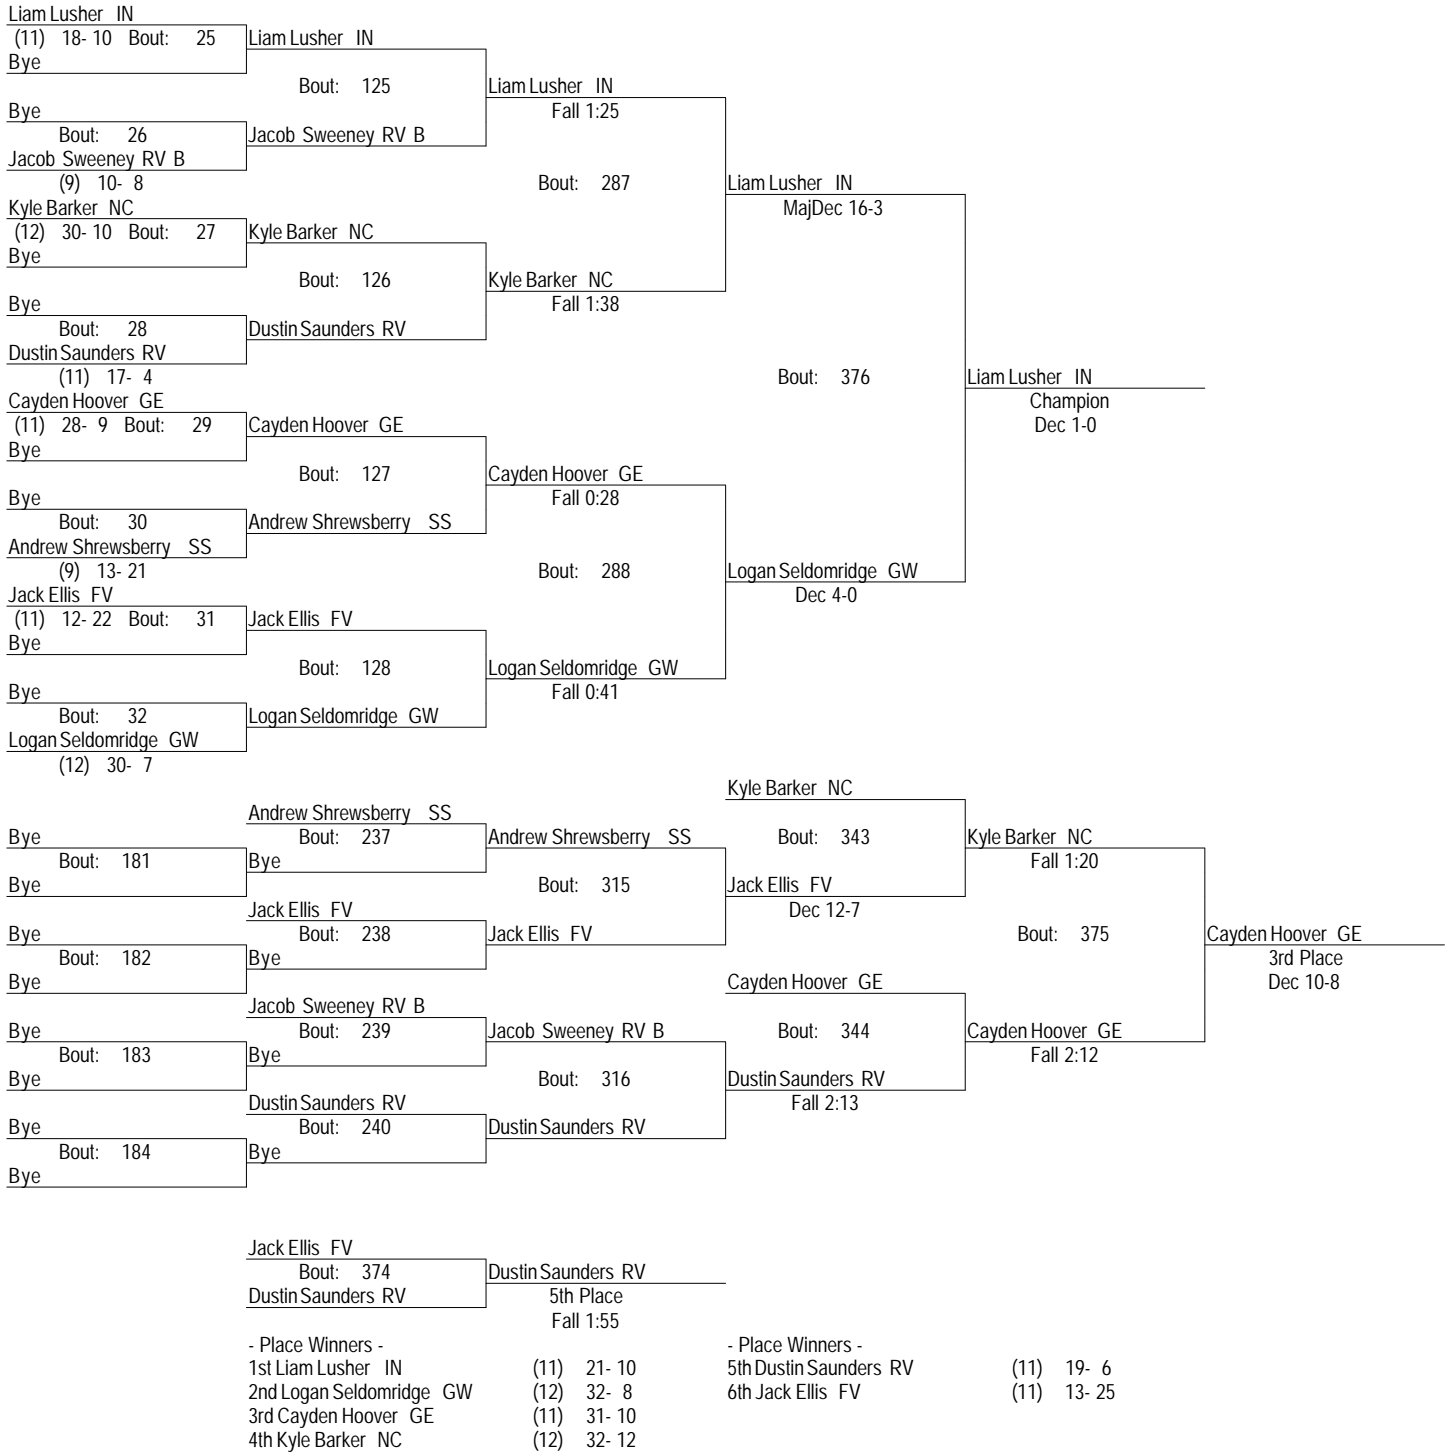 Liam Lusher IN
(11) 18- 10 Bout: 25 Liam Lusher IN
Bye
Bout: 125 Liam Lusher IN
Bye Fall 1:25
Bout: 26 Jacob Sweeney RV B
Jacob Sweeney RV B
(9) 10- 8 Bout: 287 Liam Lusher IN
Kyle Barker NC MajDec 16-3
(12) 30- 10 Bout: 27 Kyle Barker NC
Bye
Bout: 126 Kyle Barker NC
Bye Fall 1:38
Bout: 28 Dustin Saunders RV
Dustin Saunders RV
(11) 17- 4 Bout: 376 Liam Lusher IN
Cayden Hoover GE Champion
(11) 28- 9 Bout: 29 Cayden Hoover GE Dec 1-0
Bye
Bout: 127 Cayden Hoover GE
Bye Fall 0:28
Bout: 30 Andrew Shrewsberry SS
Andrew Shrewsberry SS
(9) 13- 21 Bout: 288 Logan Seldomridge GW
Jack Ellis FV Dec 4-0
(11) 12- 22 Bout: 31 Jack Ellis FV
Bye
Bout: 128 Logan Seldomridge GW
Bye Fall 0:41
Bout: 32 Logan Seldomridge GW
Logan Seldomridge GW
(12) 30- 7
Kyle Barker NC
Andrew Shrewsberry SS
Bye Bout: 237 Andrew Shrewsberry SS Bout: 343 Kyle Barker NC
Bout: 181 Bye Fall 1:20
Bye Bout: 315 Jack Ellis FV
Jack Ellis FV Dec 12-7
Bye Bout: 238 Jack Ellis FV Bout: 375 Cayden Hoover GE
Bout: 182 Bye 3rd Place
Bye Cayden Hoover GE Dec 10-8
Jacob Sweeney RV B
Bye Bout: 239 Jacob Sweeney RV B Bout: 344 Cayden Hoover GE
Bout: 183 Bye Fall 2:12
Bye Bout: 316 Dustin Saunders RV
Dustin Saunders RV Fall 2:13
Bye Bout: 240 Dustin Saunders RV
Bout: 184 Bye
Bye
Jack Ellis FV
Bout: 374 Dustin Saunders RV
Dustin Saunders RV 5th Place
Fall 1:55
- Place Winners - - Place Winners -
1st Liam Lusher IN (11) 21- 10 5th Dustin Saunders RV (11) 19- 6
2nd Logan Seldomridge GW (12) 32- 8 6th Jack Ellis FV (11) 13- 25
3rd Cayden Hoover GE (11) 31- 10
4th Kyle Barker NC (12) 32- 12